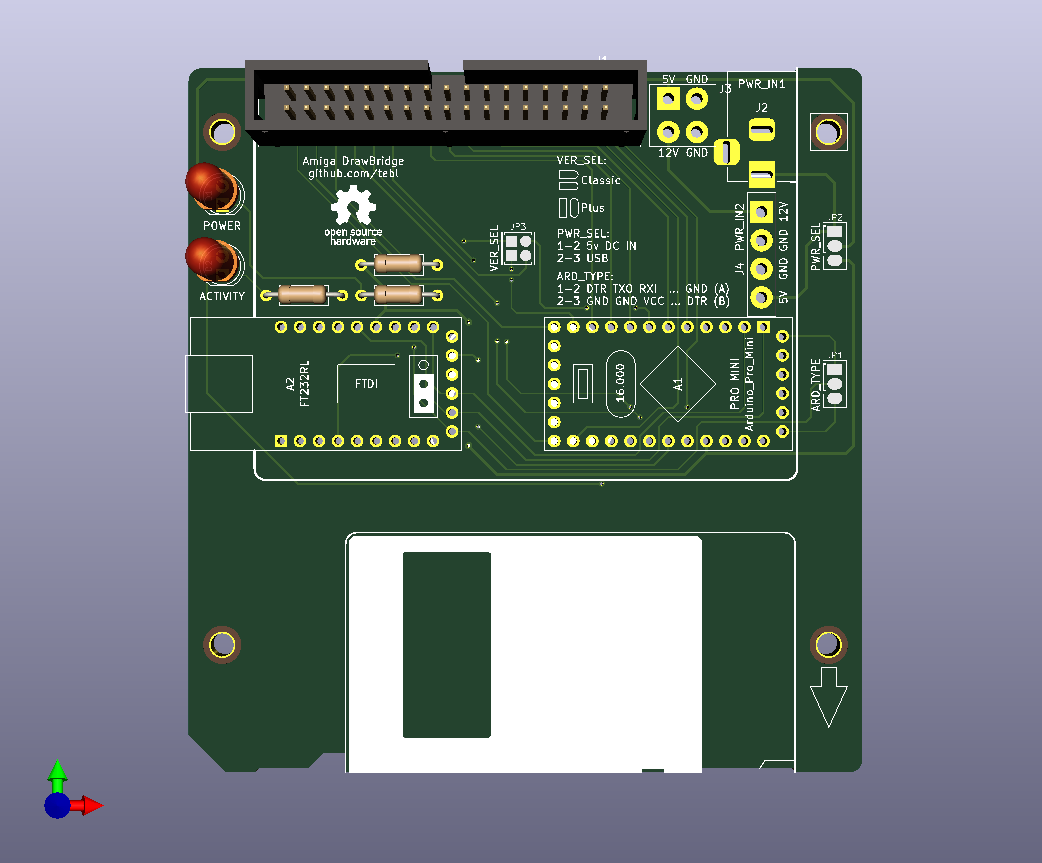 5V GND
J3
PWR_IN1
J2
12V GND
Amiga DrawBridge
github.com/tebl
open source
hardware
VER_SEL:
Classic
Plus
PWR_SEL:
1-2 5v DC IN
2-3 USB
ARD_TYPE:
1-2 DTR TXO RXI ... GND (A)
2-3 GND GND VCC ... DTR (B)
POWER
ACTIVITY
JP3
VER_SEL
PWR_IN2
J4
12V
GND
GND
5V
JP2
PWR_SEL
A2
FT232RL
FTDI
16.000
A1
PRO MINI
Arduino_Pro_Mini
JP1
ARD_TYPE